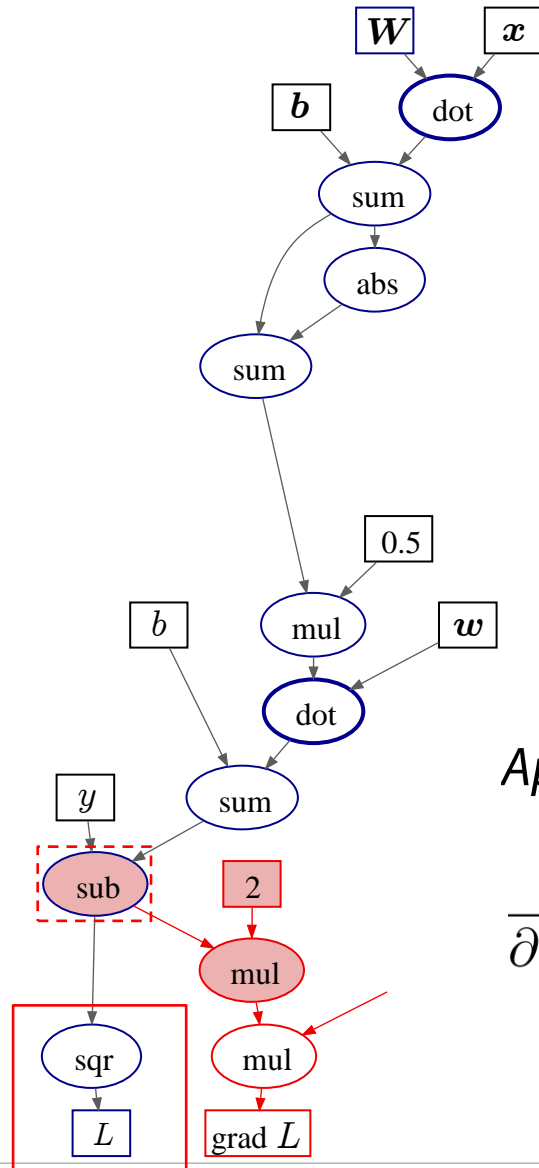 W x
dot
b
sum
abs
sum
0.5
mul
b w
dot
sum
y
sub 2
mul
sqr mul
L grad L
∂